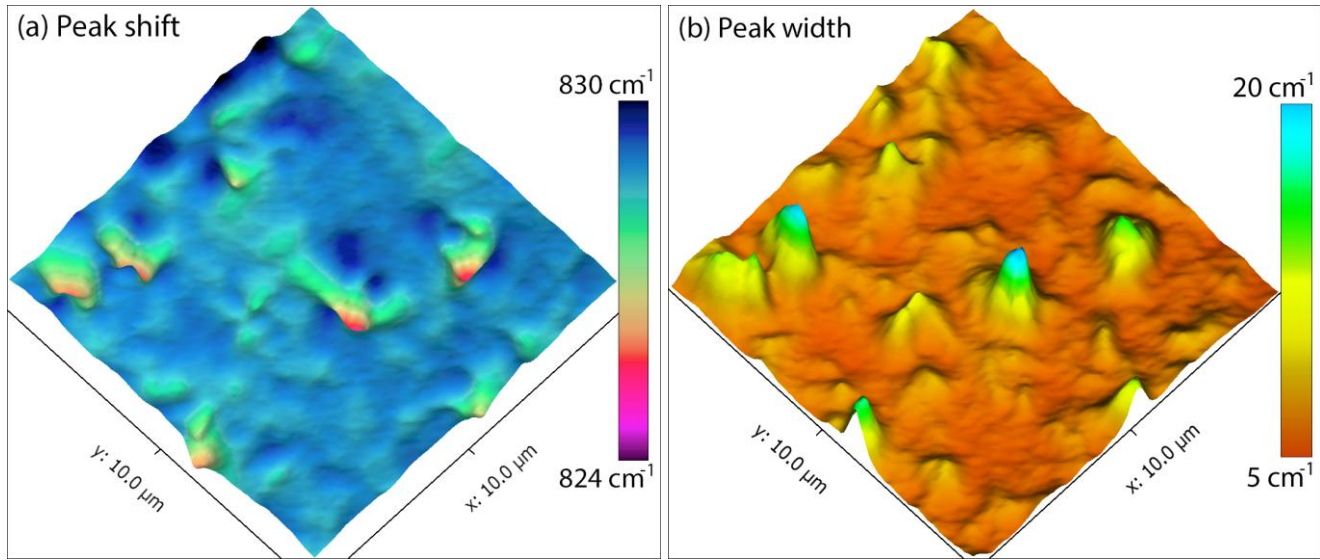 (a) Peak shift
830 cm⁻¹
824 cm⁻¹
y: 10.0 µm
x: 10.0 µm
(b) Peak width
20 cm⁻¹
5 cm⁻¹
y: 10.0 µm
x: 10.0 µm